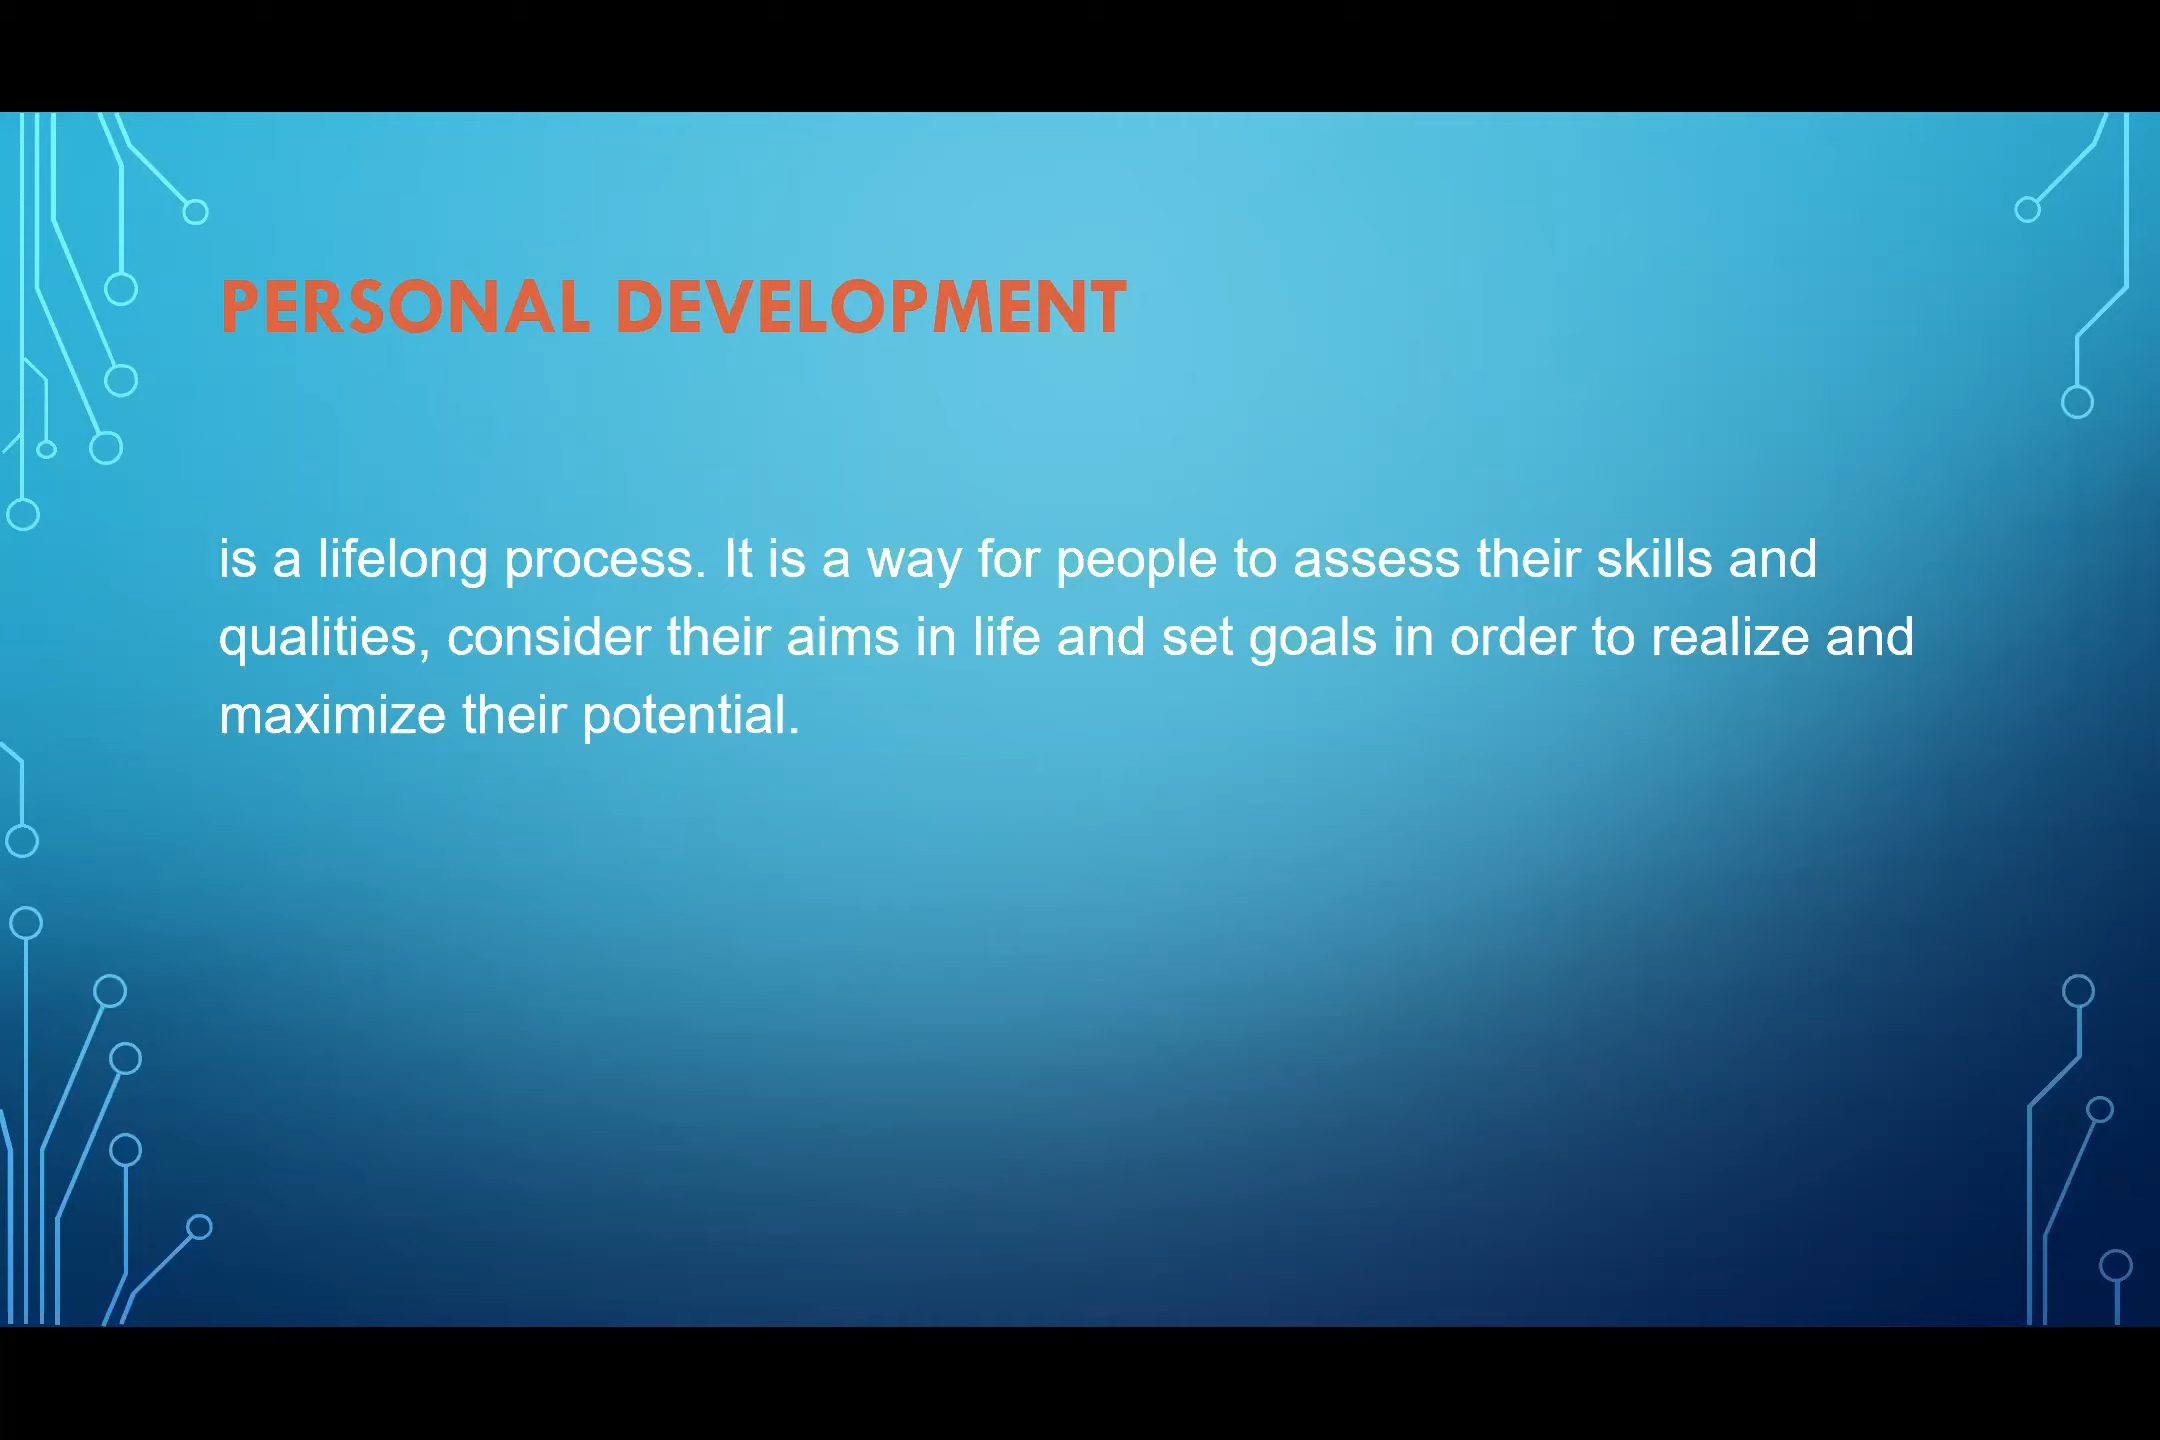 PERSONAL DEVELOPMENT
is a lifelong process. It is a way for people to assess their skills and
qualities, consider their aims in life and set goals in order to realize and
maximize their potential.